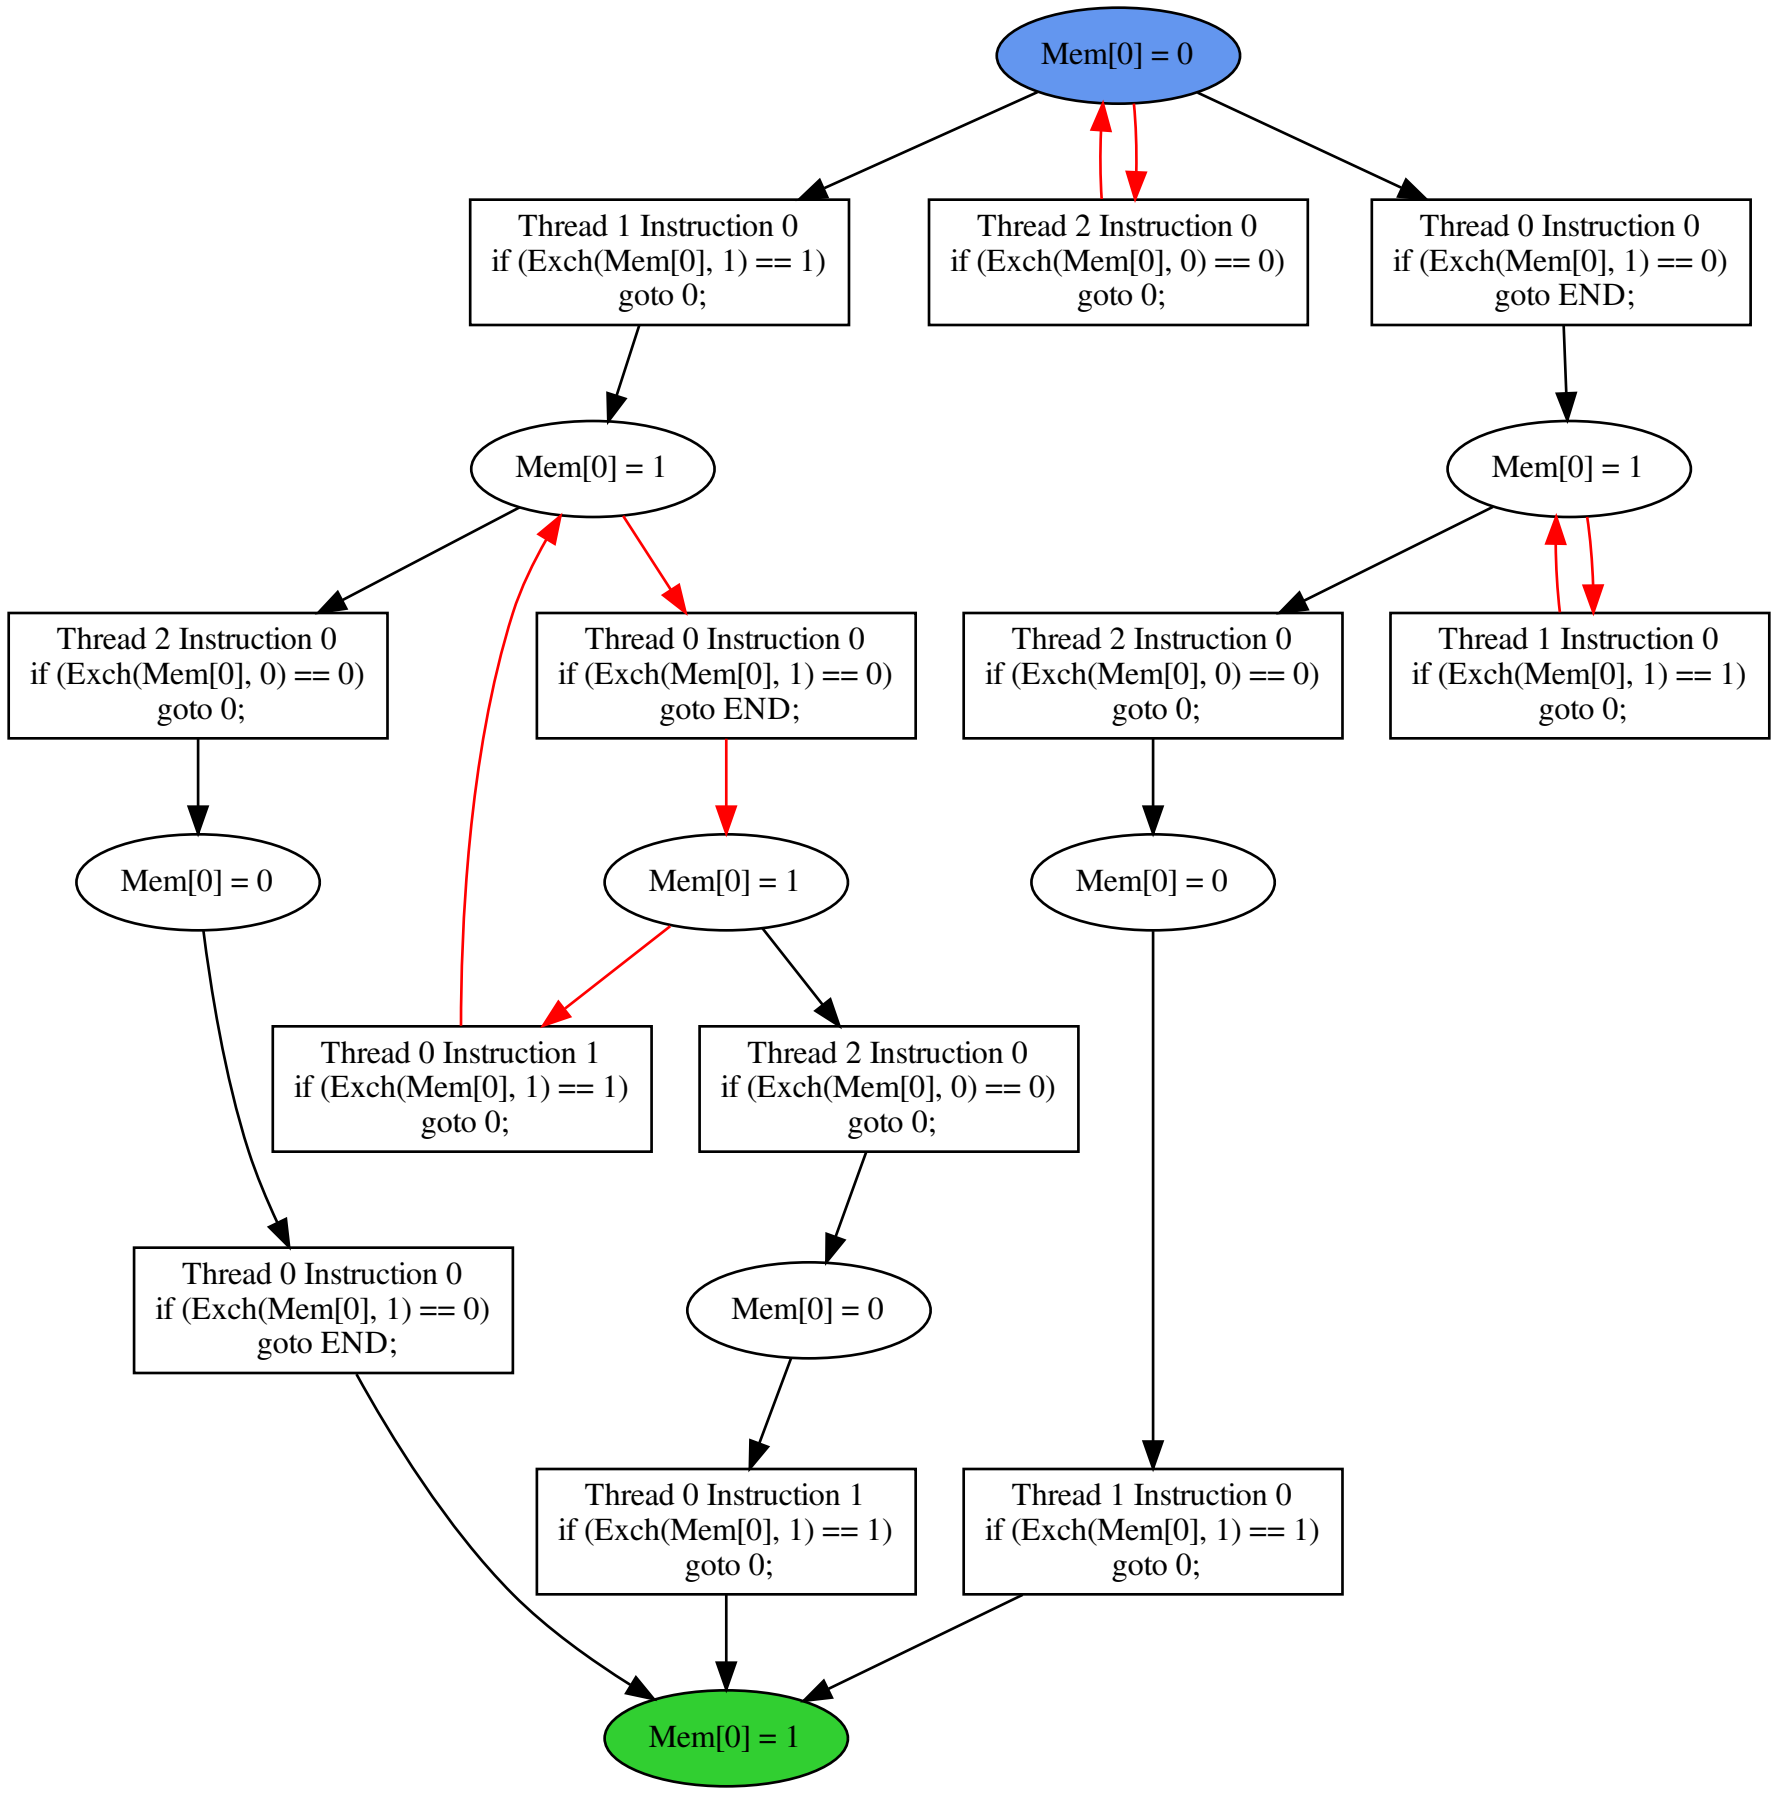 Mem[0] = 0
Thread 1 Instruction 0
if (Exch(Mem[0], 1) == 1)
goto 0;
Thread 2 Instruction 0
if (Exch(Mem[0], 0) == 0)
goto 0;
Thread 0 Instruction 0
if (Exch(Mem[0], 1) == 0)
goto END;
Mem[0] = 1
Mem[0] = 1
Thread 2 Instruction 0
if (Exch(Mem[0], 0) == 0)
goto 0;
Thread 0 Instruction 0
if (Exch(Mem[0], 1) == 0)
goto END;
Thread 2 Instruction 0
if (Exch(Mem[0], 0) == 0)
goto 0;
Thread 1 Instruction 0
if (Exch(Mem[0], 1) == 1)
goto 0;
Mem[0] = 0
Mem[0] = 1
Mem[0] = 0
Thread 0 Instruction 1
if (Exch(Mem[0], 1) == 1)
goto 0;
Thread 2 Instruction 0
if (Exch(Mem[0], 0) == 0)
goto 0;
Thread 0 Instruction 0
if (Exch(Mem[0], 1) == 0)
goto END;
Mem[0] = 0
Thread 0 Instruction 1
if (Exch(Mem[0], 1) == 1)
goto 0;
Thread 1 Instruction 0
if (Exch(Mem[0], 1) == 1)
goto 0;
Mem[0] = 1